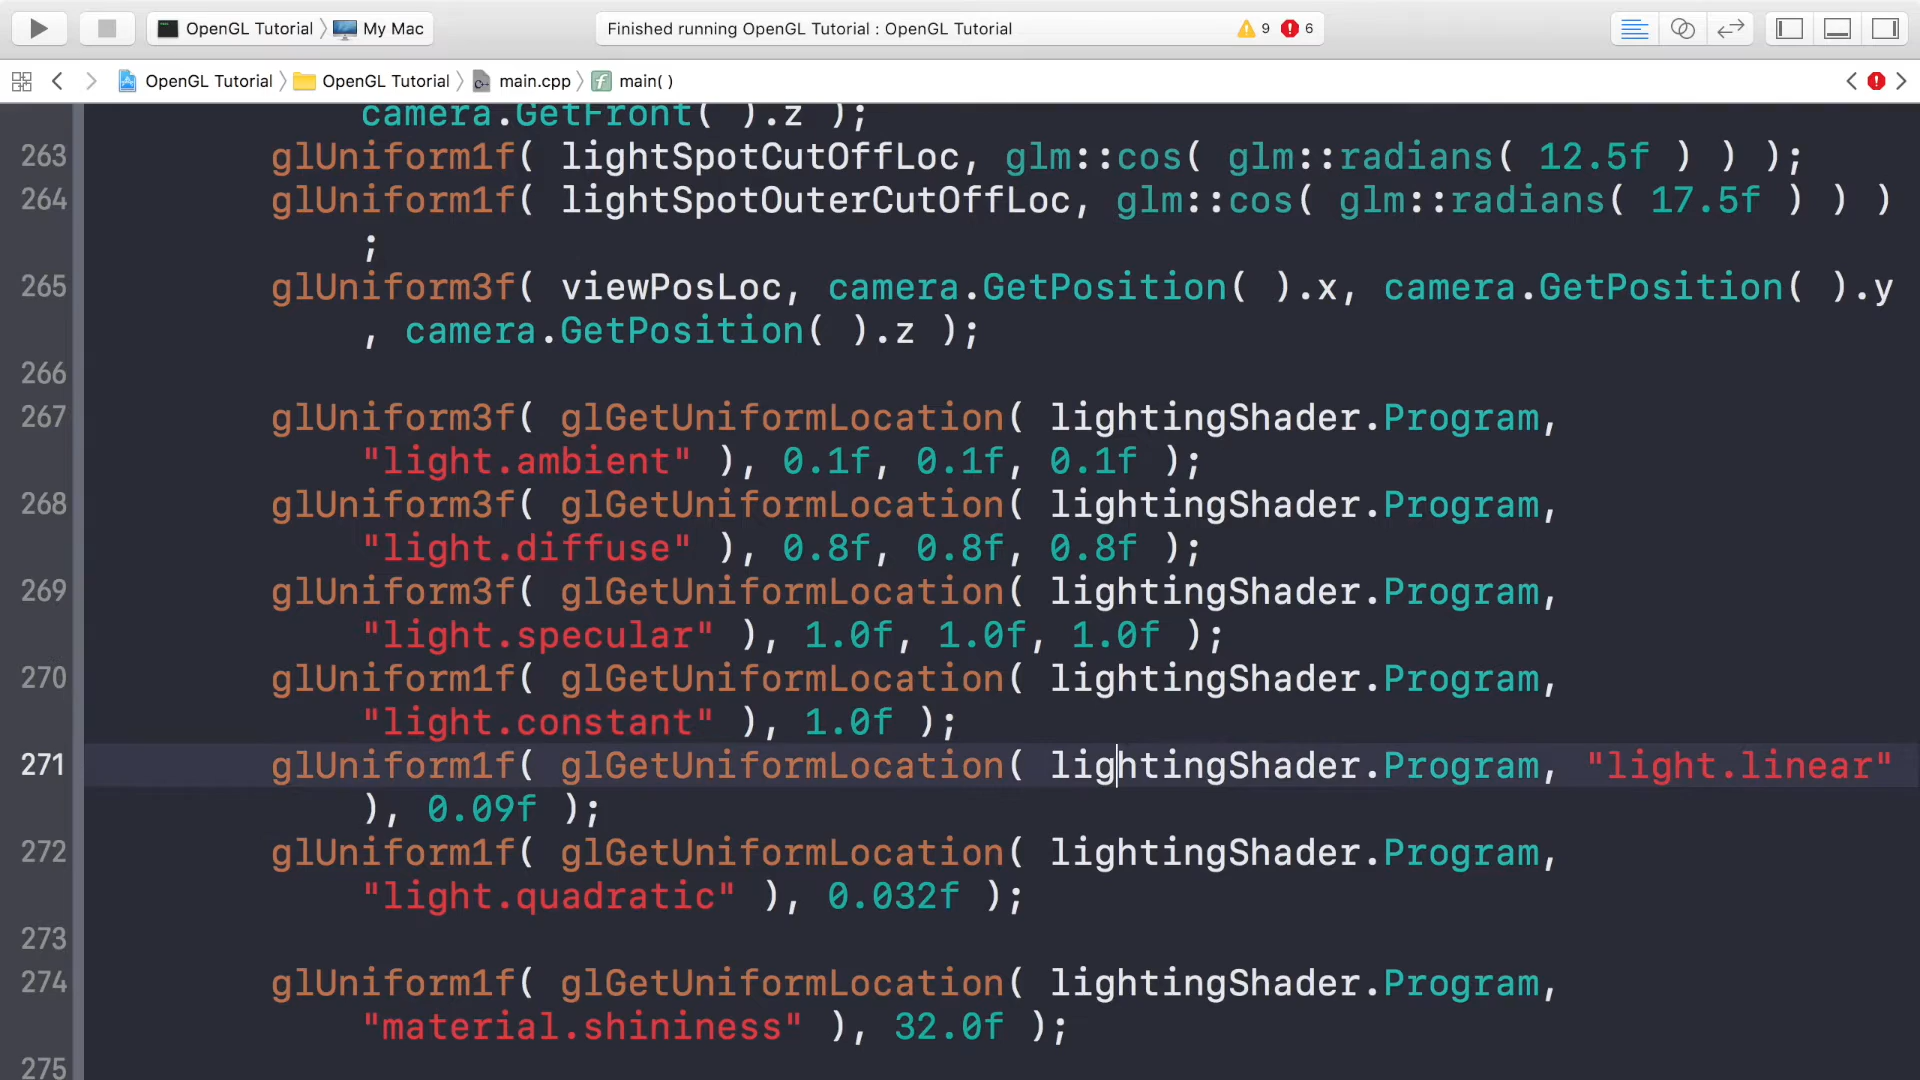 OpenGL Tutorial My Mac Finished running OpenGL Tutorial : OpenGL Tutorial 9 6
OpenGL Tutorial OpenGL Tutorial main.cpp main( )
camera.GetFront( ).z );
263 glUniform1f( lightSpotCutOffLoc, glm::cos( glm::radians( 12.5f ) ) );
264 glUniform1f( lightSpotOuterCutOffLoc, glm::cos( glm::radians( 17.5f ) )
;
265 glUniform3f( viewPosLoc, camera.GetPosition( ).x, camera.GetPosition( ).y
, camera.GetPosition( ).z );
266
267 glUniform3f( glGetUniformLocation( lightingShader.Program,
"light.ambient" ), 0.1f, 0.1f, 0.1f );
268 glUniform3f( glGetUniformLocation( lightingShader.Program,
"light.diffuse" ), 0.8f, 0.8f, 0.8f );
269 glUniform3f( glGetUniformLocation( lightingShader.Program,
"light.specular" ), 1.0f, 1.0f, 1.0f );
270 glUniform1f( glGetUniformLocation( lightingShader.Program,
"light.constant" ), 1.0f );
271 glUniform1f( glGetUniformLocation( lightingShader.Program, "light.linear"
), 0.09f );
272 glUniform1f( glGetUniformLocation( lightingShader.Program,
"light.quadratic" ), 0.032f );
273
274 glUniform1f( glGetUniformLocation( lightingShader.Program,
"material.shininess" ), 32.0f );
275